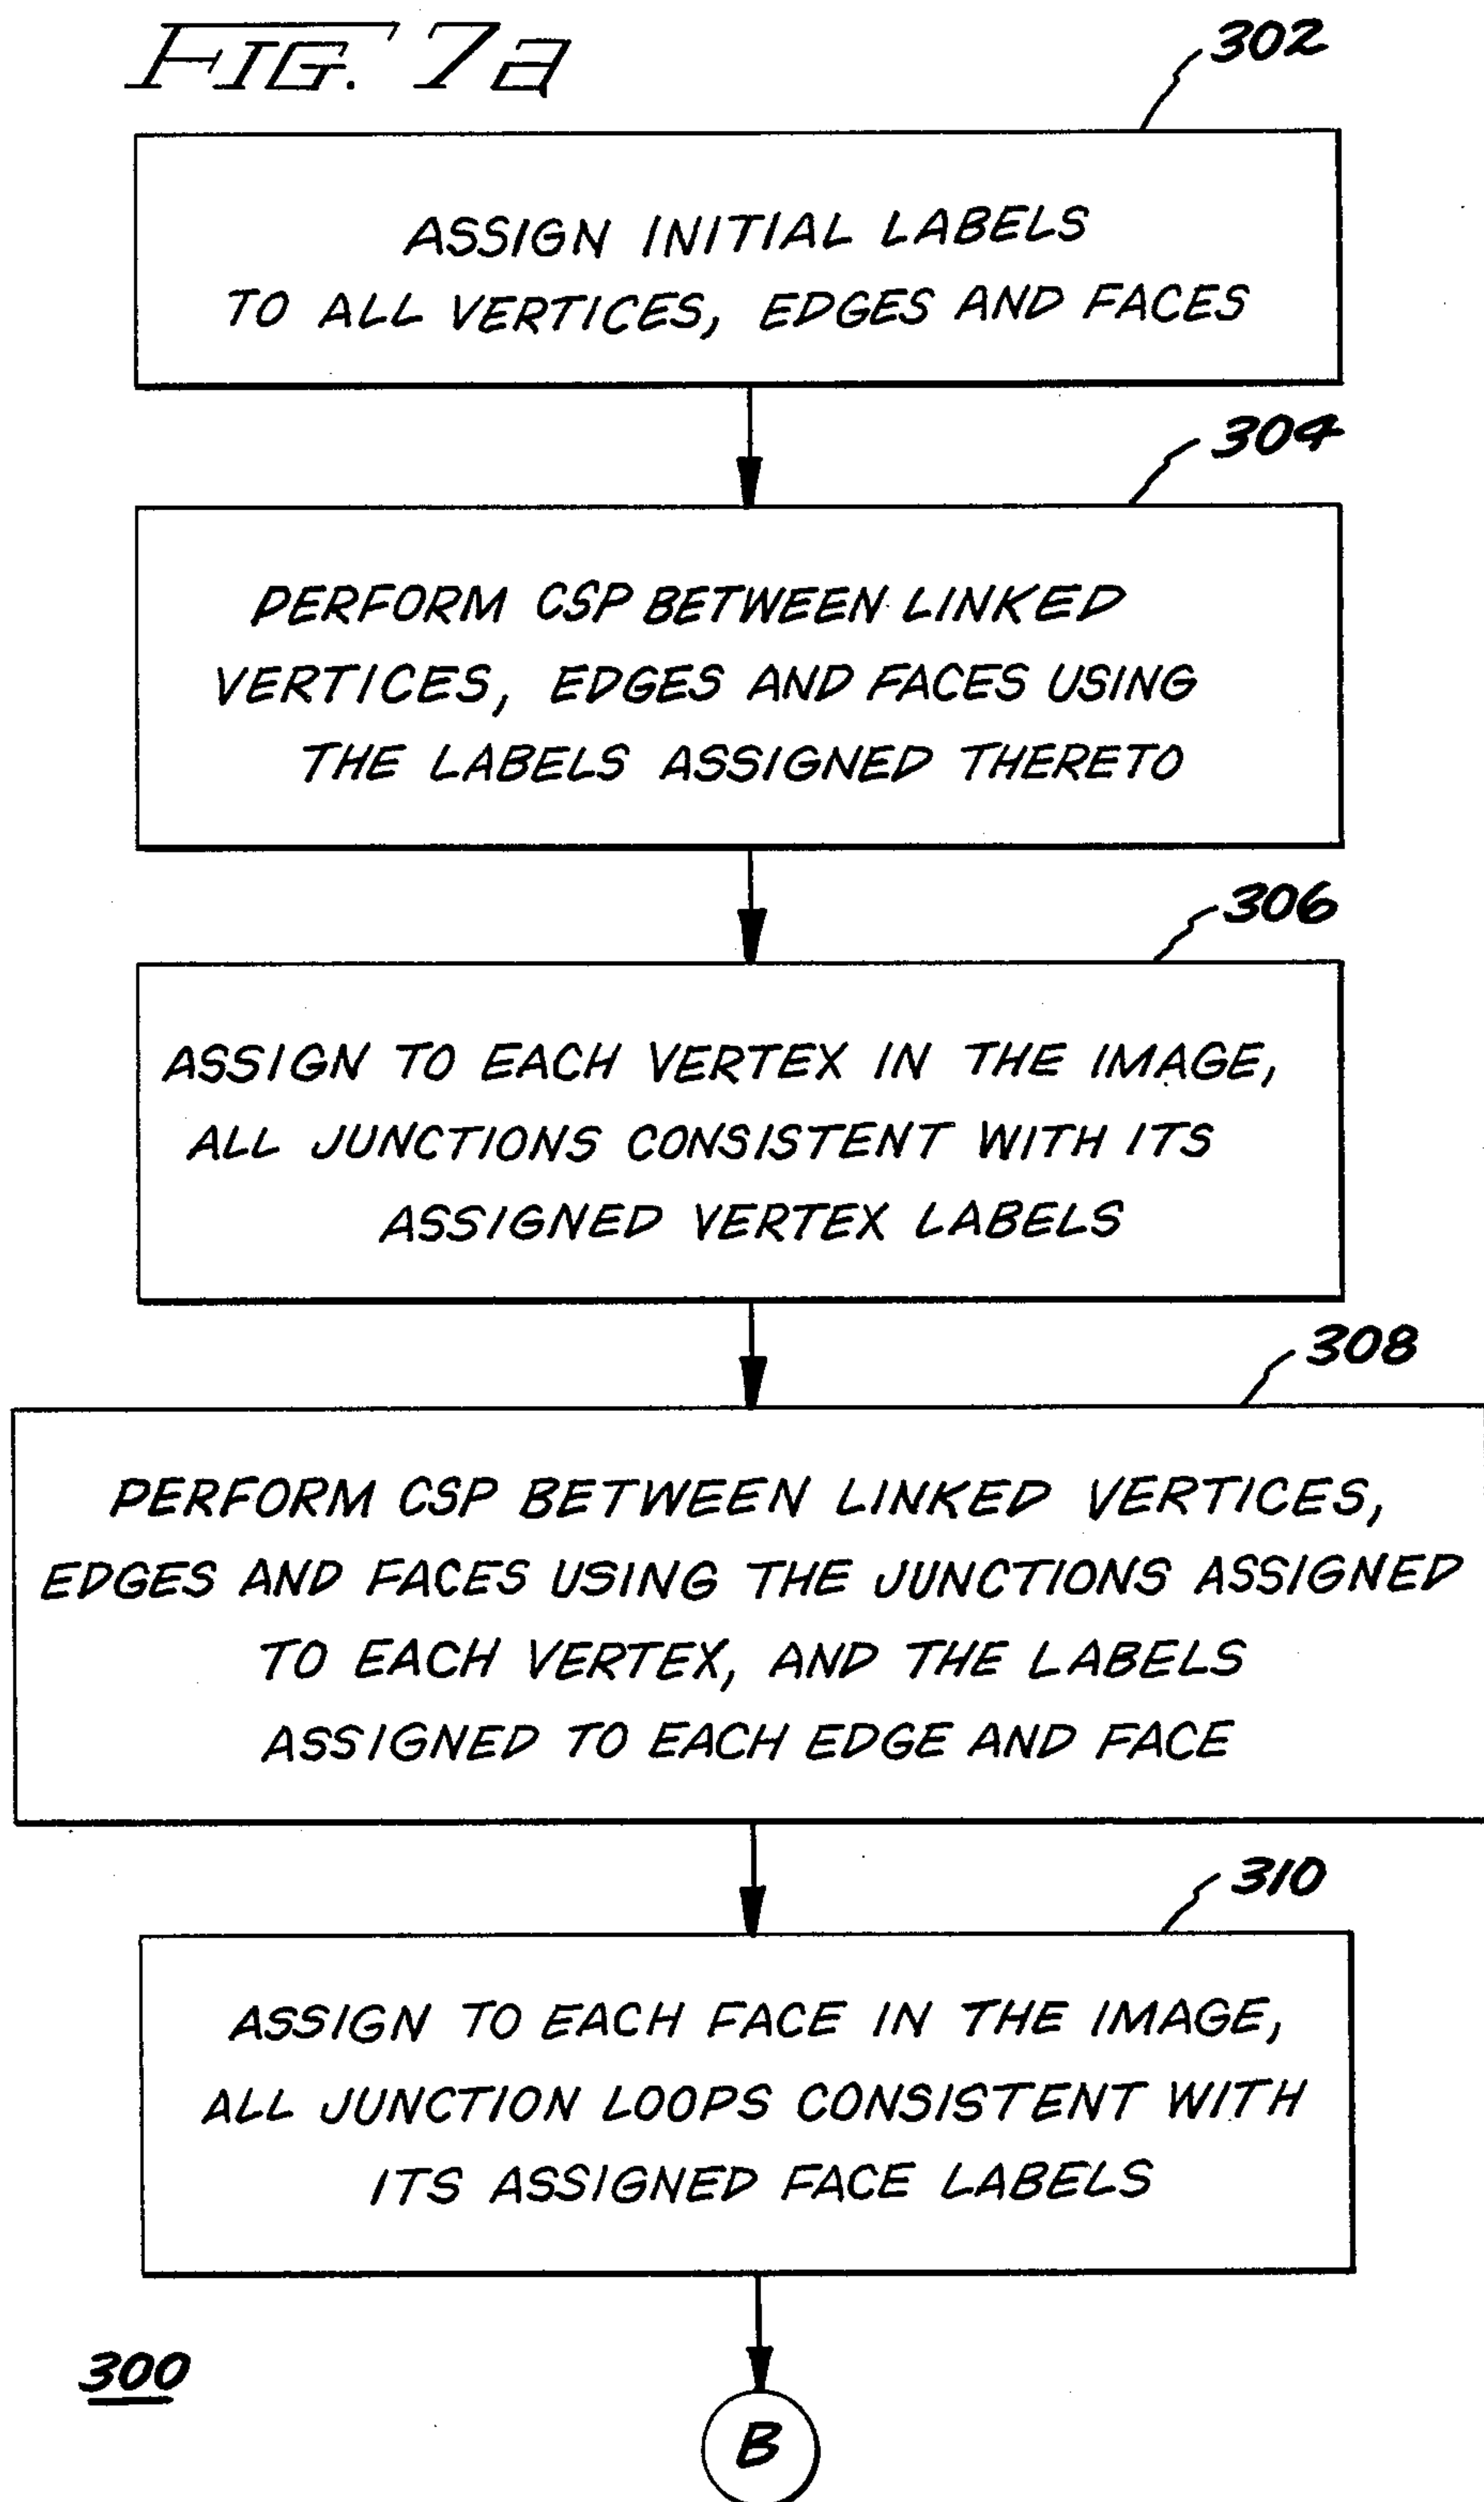 FIG. 7a
302
ASSIGN INITIAL LABELS
TO ALL VERTICES, EDGES AND FACES
304
PERFORM CSP BETWEEN LINKED
VERTICES, EDGES AND FACES USING
THE LABELS ASSIGNED THERETO
306
ASSIGN TO EACH VERTEX IN THE IMAGE,
ALL JUNCTIONS CONSISTENT WITH ITS
ASSIGNED VERTEX LABELS
308
PERFORM CSP BETWEEN LINKED VERTICES,
EDGES AND FACES USING THE JUNCTIONS ASSIGNED
TO EACH VERTEX, AND THE LABELS
ASSIGNED TO EACH EDGE AND FACE
310
ASSIGN TO EACH FACE IN THE IMAGE,
ALL JUNCTION LOOPS CONSISTENT WITH
ITS ASSIGNED FACE LABELS
300
B